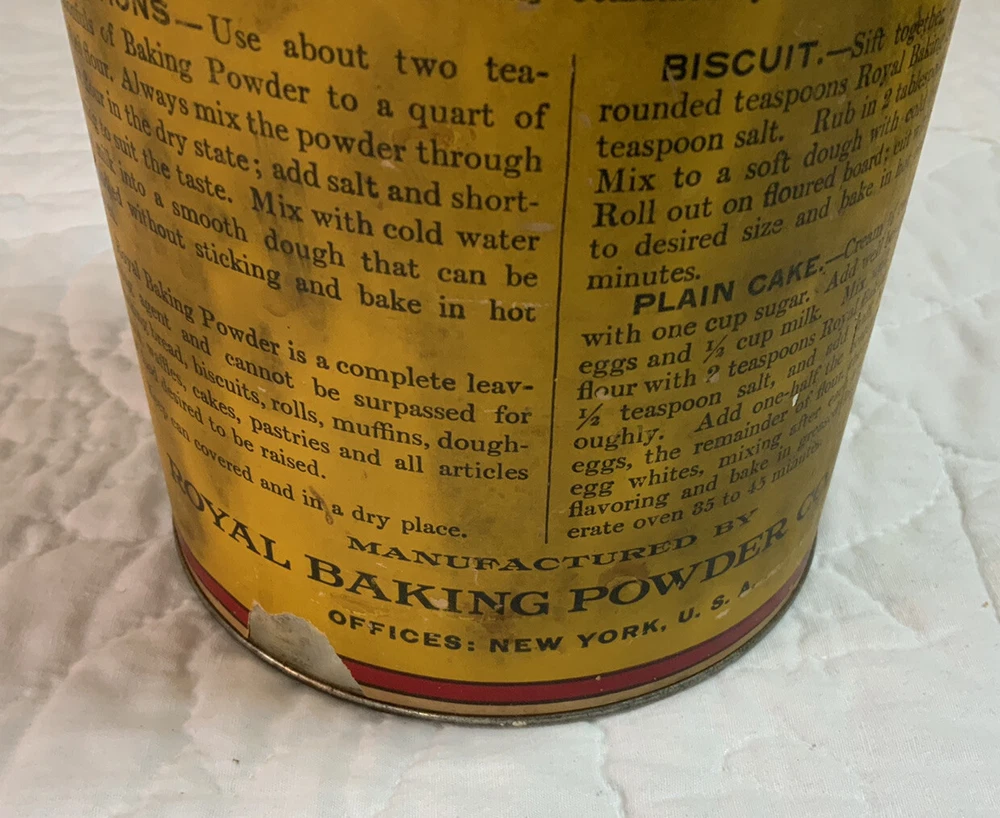 —Use about two tea-
of Baking Powder to a quart of
flour. Always mix the powder through
in the dry state; add salt and short-
to suit the taste. Mix with cold water
into a smooth dough that can be
without sticking and bake in hot
Baking Powder is a complete leav-
agent and cannot be surpassed for
bread, biscuits, rolls, muffins, dough-
waffles, cakes, pastries and all articles
desired to be raised.
can covered and in a dry place.
BISCUIT.—Sift together
rounded teaspoons Royal Baking
teaspoon salt. Rub in 2
Mix to a soft dough with cold
Roll out on floured board;
to desired size and bake in
minutes.
PLAIN CAKE.—Cream
with one cup sugar. Add
eggs and ½ cup milk. Mix
flour with 2 teaspoons Royal
½ teaspoon salt, and add
oughly. Add one-half the
eggs, the remainder of flour
egg whites, mixing after
flavoring and bake in
erate oven 35 to 45 minutes.
MANUFACTURED BY
ROYAL BAKING POWDER CO
OFFICES: NEW YORK, U. S. A.